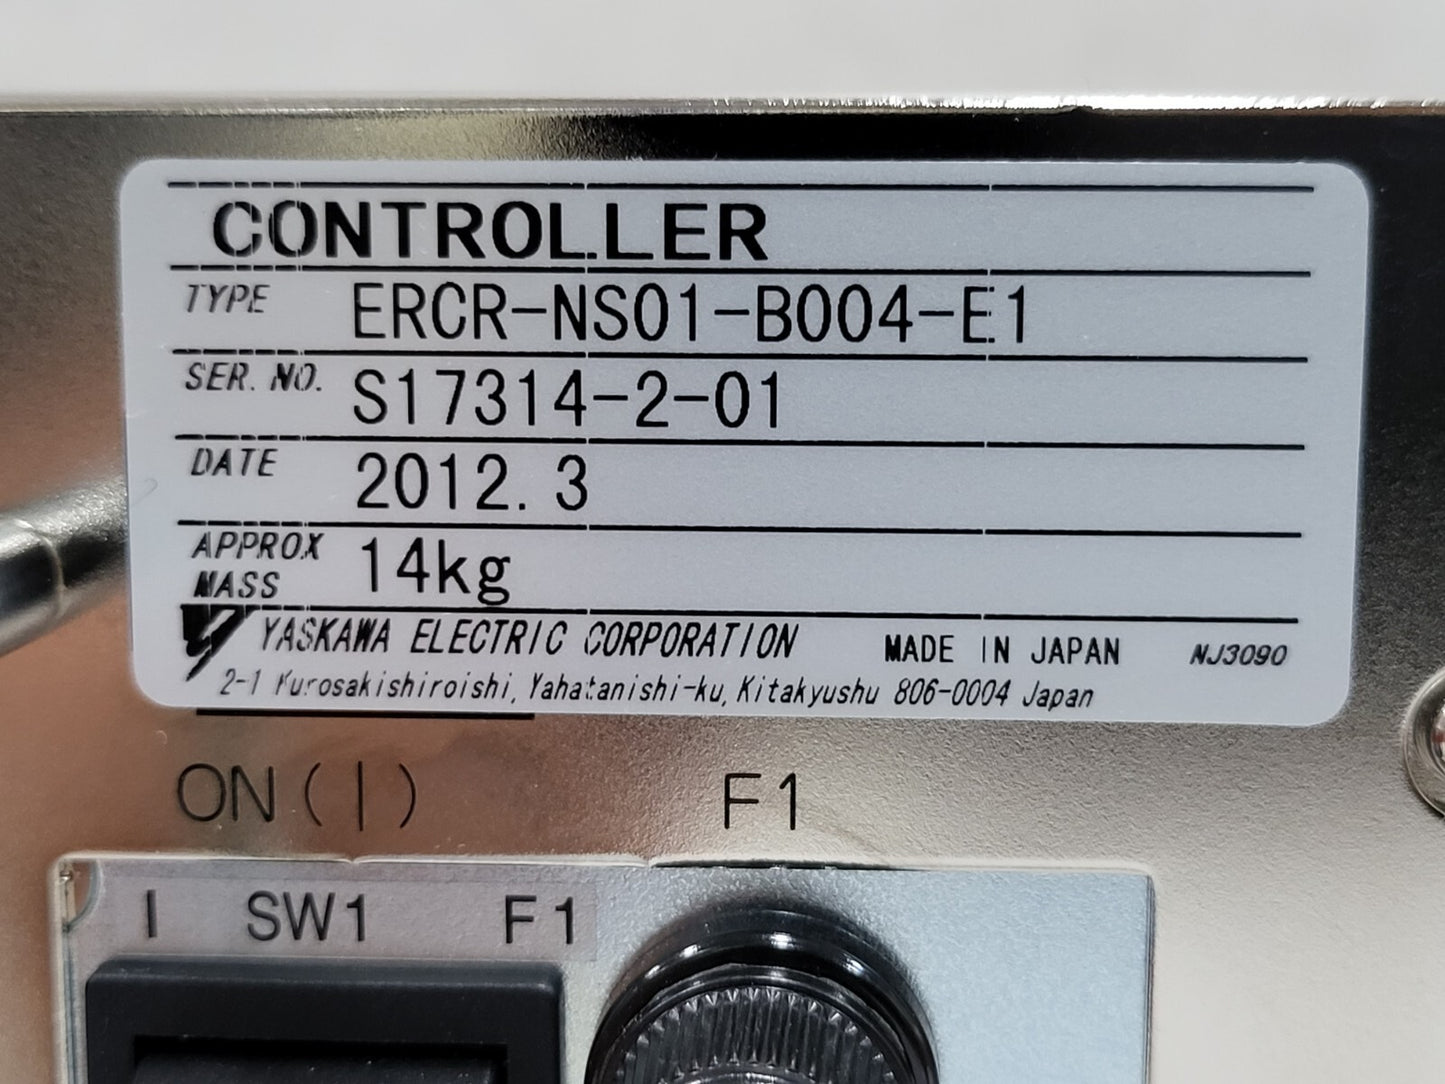 CONTROLLER
TYPE ERCR-NS01-B004-E1
SER. NO. S17314-2-01
DATE 2012. 3
APPROX MASS 14kg
YASKAWA ELECTRIC CORPORATION MADE IN JAPAN NJ3090
2-1 Kurosakishiroishi, Yahatanishi-ku, Kitakyushu 806-0004 Japan
ON(|) F1
I SW1 F1